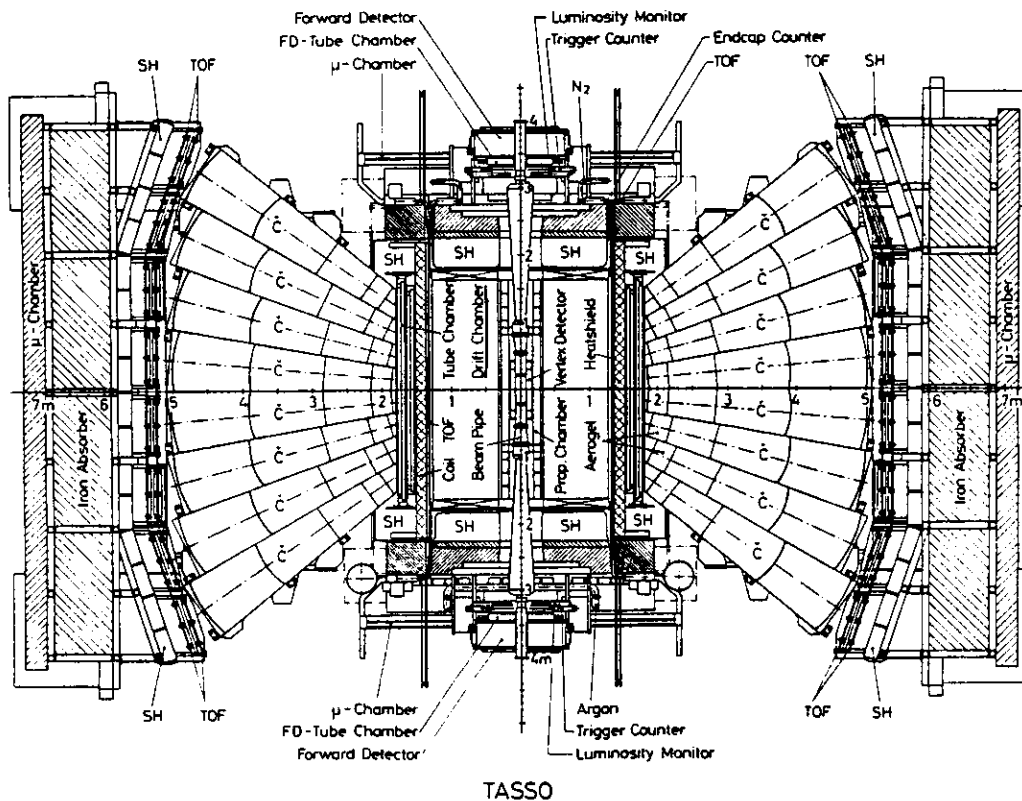 Forward Detector
Luminosity Monitor
FD-Tube Chamber
Trigger Counter
Endcap Counter
μ-Chamber
TOF
SH
TOF
N₂
TOF
SH
4
3
Č
Č
SH
SH
SH
2
SH
Č
Č
Č
Č
μ-Chamber
Tube Chamber
Drift Chamber
Vertex Detector
Heatshield
μ-Chamber
Č
Č
7m
6
5
4
3
2
1
1
2
3
4
5
6
7m
Iron Absorber
Č
Coil
TOF
Beam Pipe
Prop. Chamber
Aerogel
Č
Iron Absorber
Č
Č
SH
SH
2
SH
SH
Č
Č
3
4m
SH
TOF
μ-Chamber
Argon
TOF
SH
FD-Tube Chamber
Trigger Counter
Forward Detector
Luminosity Monitor
TASSO